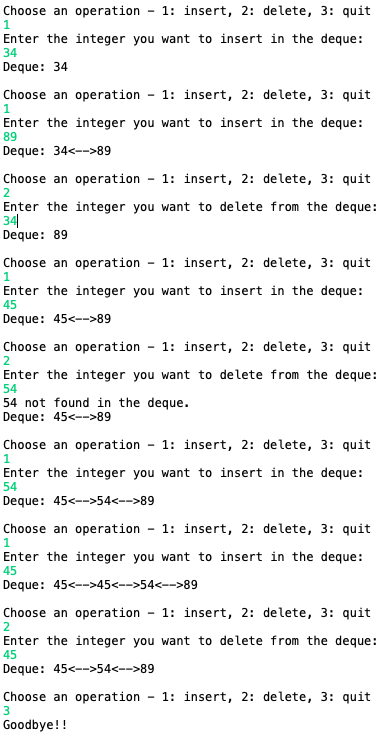 Choose an operation - 1: insert, 2: delete, 3: quit
1
Enter the integer you want to insert in the deque:
34
Deque: 34
Choose an operation - 1: insert, 2: delete, 3: quit
1
Enter the integer you want to insert in the deque:
89
Deque: 34<-->89
Choose an operation - 1: insert, 2: delete, 3: quit
2
Enter the integer you want to delete from the deque:
34
Deque: 89
Choose an operation - 1: insert, 2: delete, 3: quit
1
Enter the integer you want to insert in the deque:
45
Deque: 45<-->89
Choose an operation - 1: insert, 2: delete, 3: quit
2
Enter the integer you want to delete from the deque:
54
54 not found in the deque.
Deque: 45<-->89
Choose an operation - 1: insert, 2: delete, 3: quit
1
Enter the integer you want to insert in the deque:
54
Deque: 45<-->54<-->89
Choose an operation - 1: insert, 2: delete, 3: quit
1
Enter the integer you want to insert in the deque:
45
Deque: 45<-->45<-->54<-->89
Choose an operation - 1: insert, 2: delete, 3: quit
2
Enter the integer you want to delete from the deque:
45
Deque: 45<-->54<-->89
Choose an operation - 1: insert, 2: delete, 3: quit
3
Goodbye!!